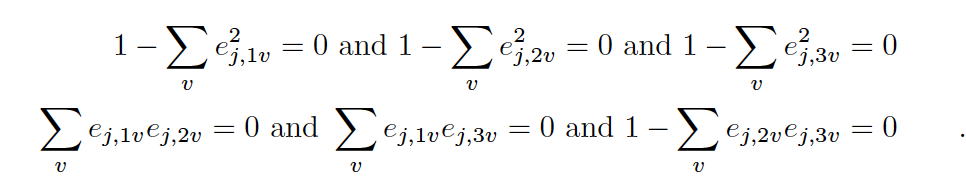 1 − ∑_v e²_{j,1v} = 0 and 1 − ∑_v e²_{j,2v} = 0 and 1 − ∑_v e²_{j,3v} = 0
∑_v e_{j,1v}e_{j,2v} = 0 and ∑_v e_{j,1v}e_{j,3v} = 0 and 1 − ∑_v e_{j,2v}e_{j,3v} = 0 .